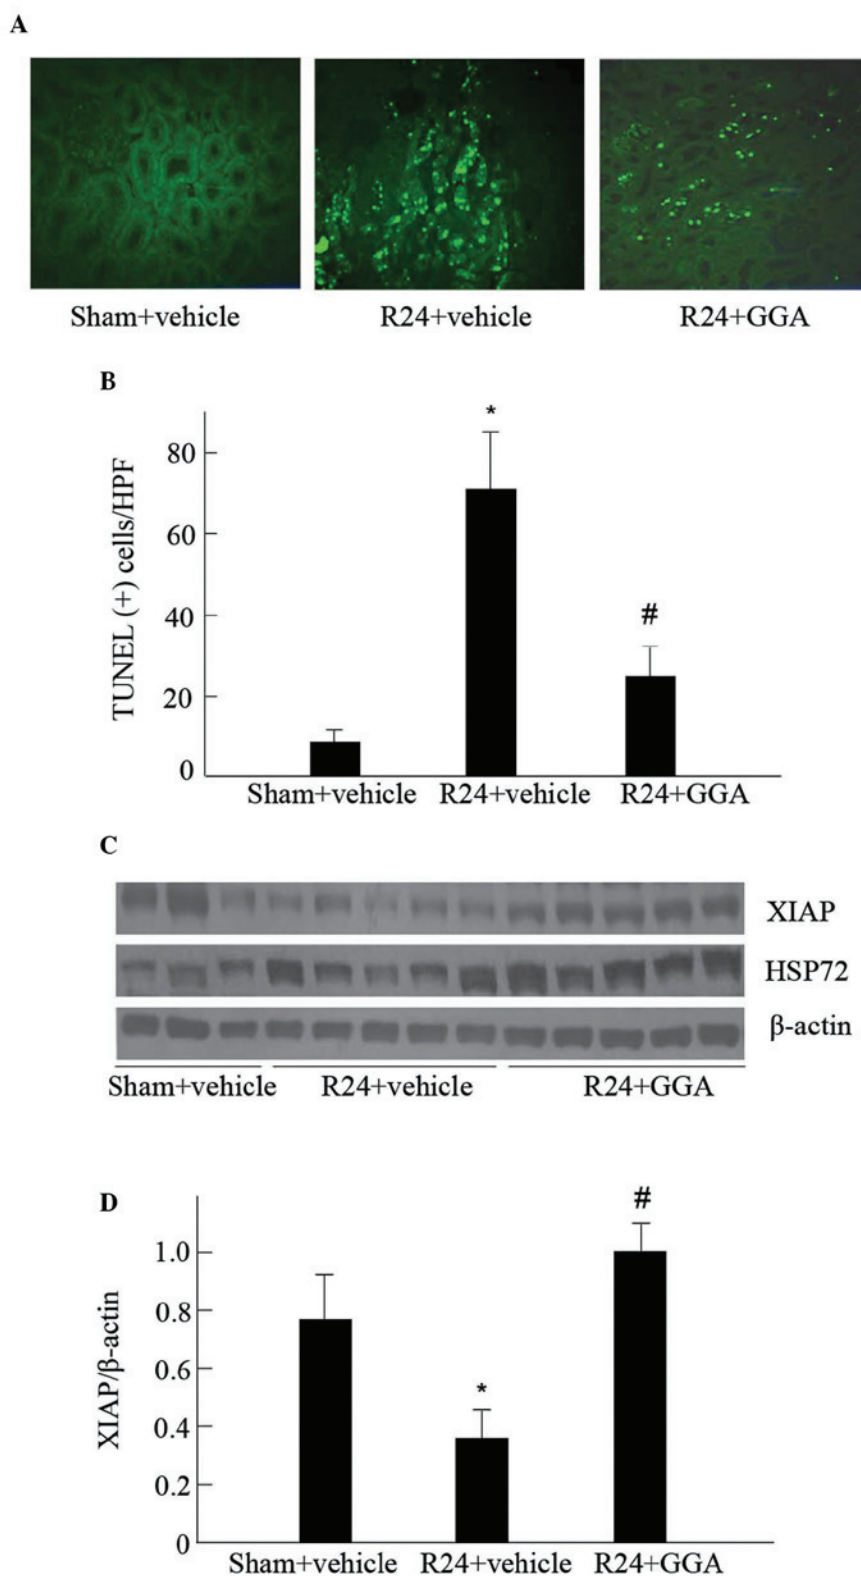 A
Sham+vehicle R24+vehicle R24+GGA
B
*
80
60
#
40
20
0
TUNEL (+) cells/HPF
Sham+vehicle R24+vehicle R24+GGA
C
XIAP
HSP72
β-actin
Sham+vehicle R24+vehicle R24+GGA
D
#
1.0
0.8
0.6
*
0.4
0.2
0
XIAP/β-actin
Sham+vehicle R24+vehicle R24+GGA